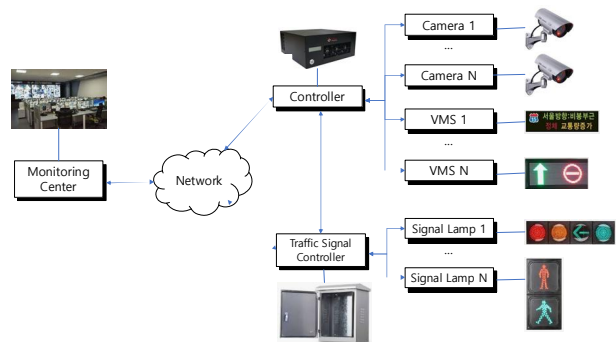 Camera 1
...
Camera N
Controller
VMS 1
서울방향:비봉부근
정체 교통량증가
...
VMS N
Monitoring
Center
Network
Traffic Signal
Controller
Signal Lamp 1
...
Signal Lamp N